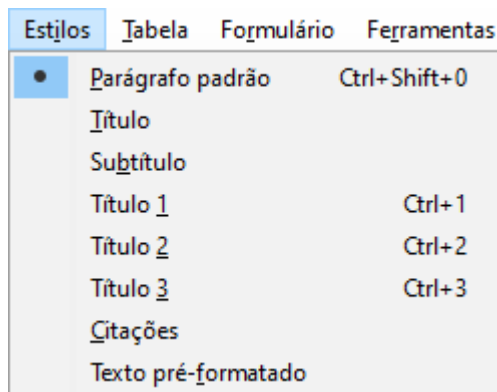 Estilos Tabela Formulário Ferramentas
Parágrafo padrão Ctrl+Shift+0
Título
Subtítulo
Título 1 Ctrl+1
Título 2 Ctrl+2
Título 3 Ctrl+3
Citações
Texto pré-formatado